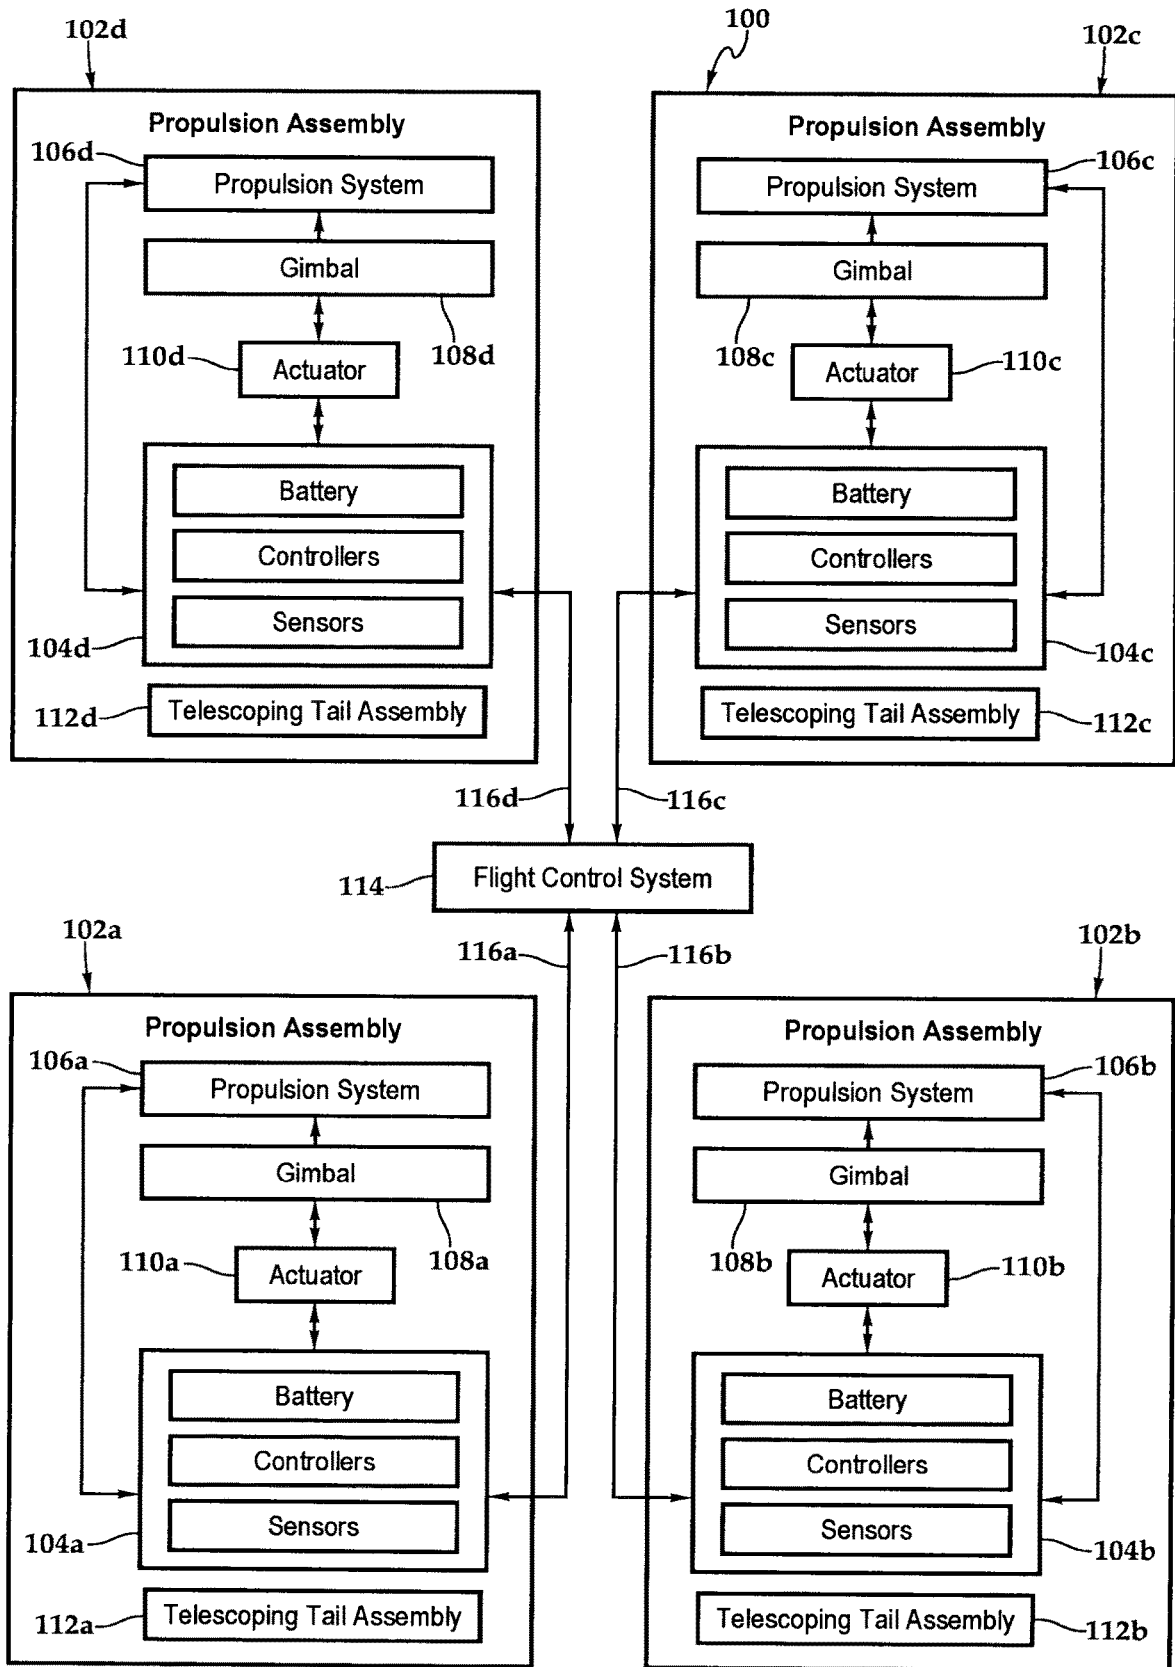 102d
100
102c
Propulsion Assembly
106d
Propulsion System
Gimbal
108d
110d
Actuator
Battery
Controllers
Sensors
104d
112d
Telescoping Tail Assembly
Propulsion Assembly
106c
Propulsion System
Gimbal
108c
110c
Actuator
Battery
Controllers
Sensors
104c
Telescoping Tail Assembly
112c
116d
116c
114
Flight Control System
116a
116b
102a
102b
Propulsion Assembly
106a
Propulsion System
Gimbal
108a
110a
Actuator
Battery
Controllers
Sensors
104a
112a
Telescoping Tail Assembly
Propulsion Assembly
106b
Propulsion System
Gimbal
108b
110b
Actuator
Battery
Controllers
Sensors
104b
Telescoping Tail Assembly
112b